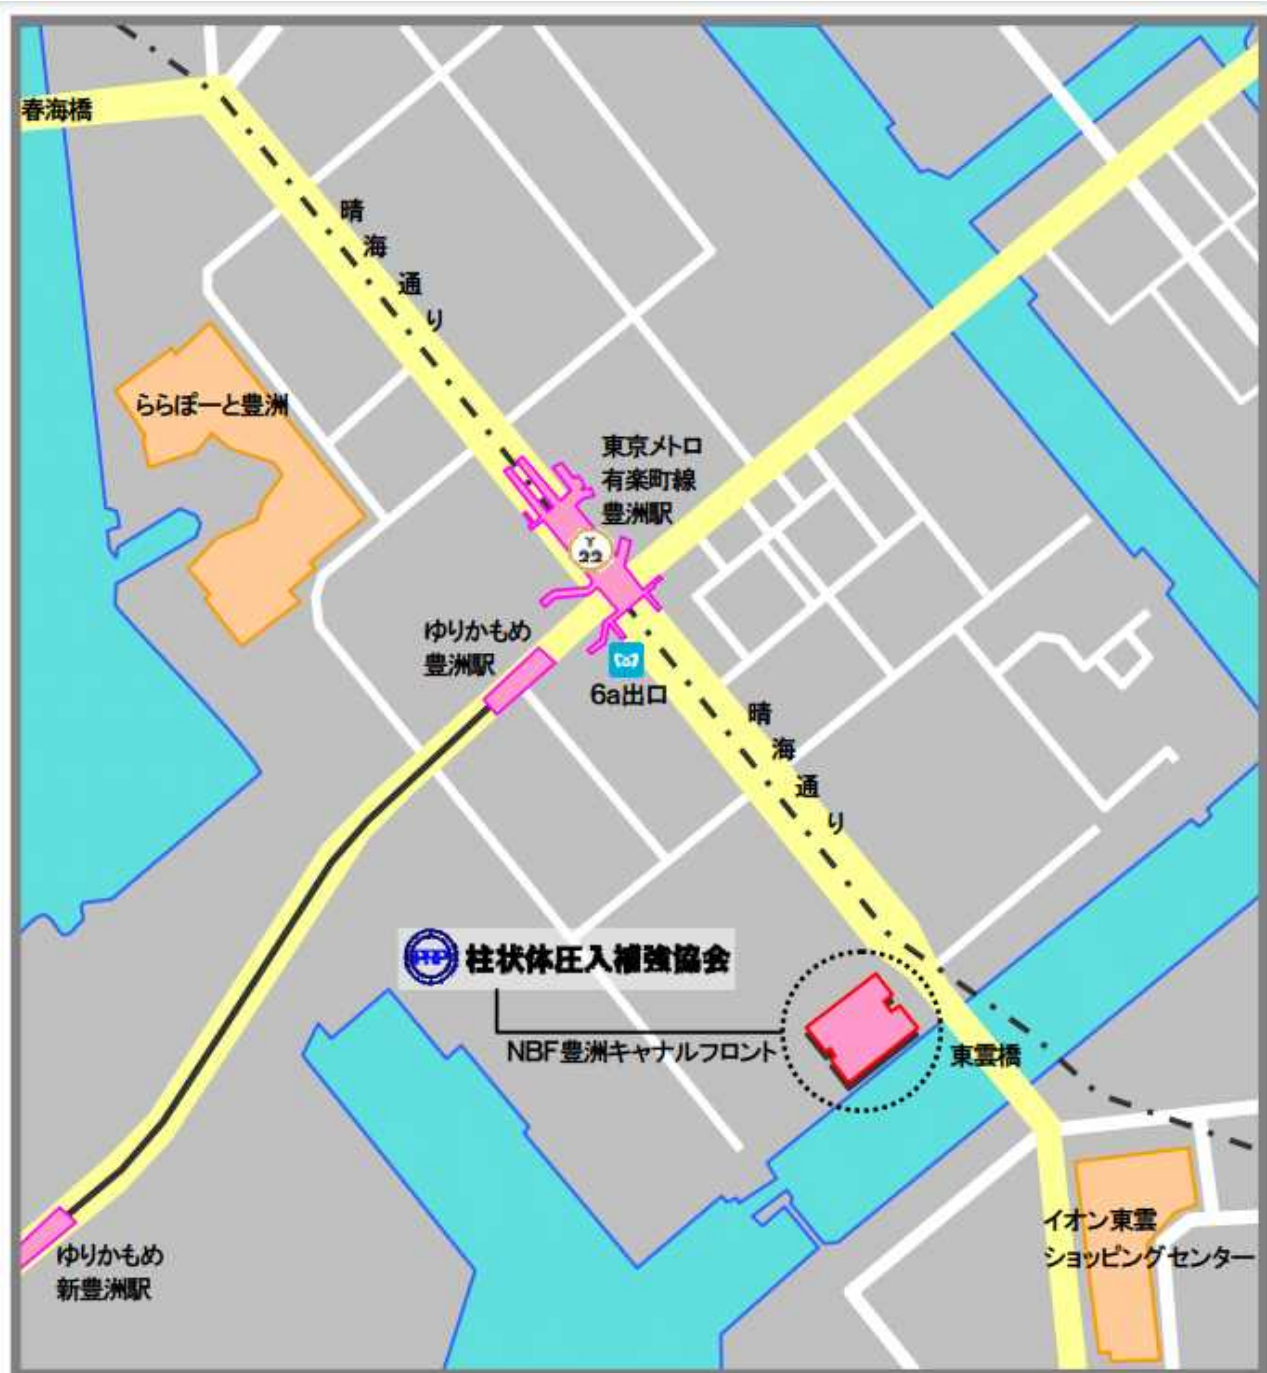 春海橋
晴海通り
ららぽーと豊洲
東京メトロ
有楽町線
豊洲駅
Y
22
ゆりかもめ
豊洲駅
6a出口
晴海通り
PRP 柱状体圧入補強協会
NBF豊洲キャナルフロント
東雲橋
イオン東雲
ショッピングセンター
ゆりかもめ
新豊洲駅